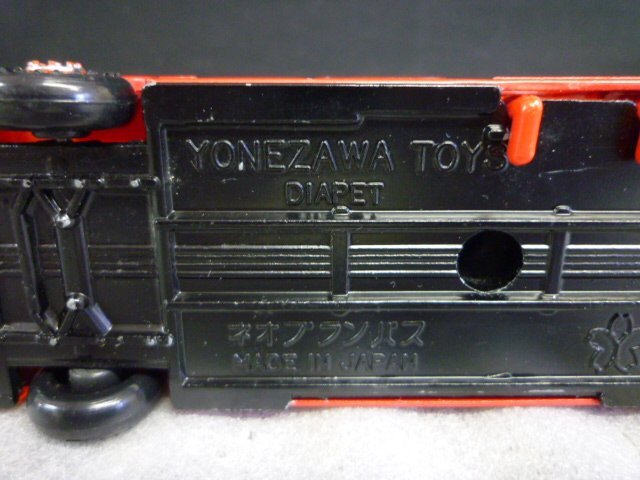 YONEZAWA TOYS
DIAPET
ネオプランバス
MADE IN JAPAN